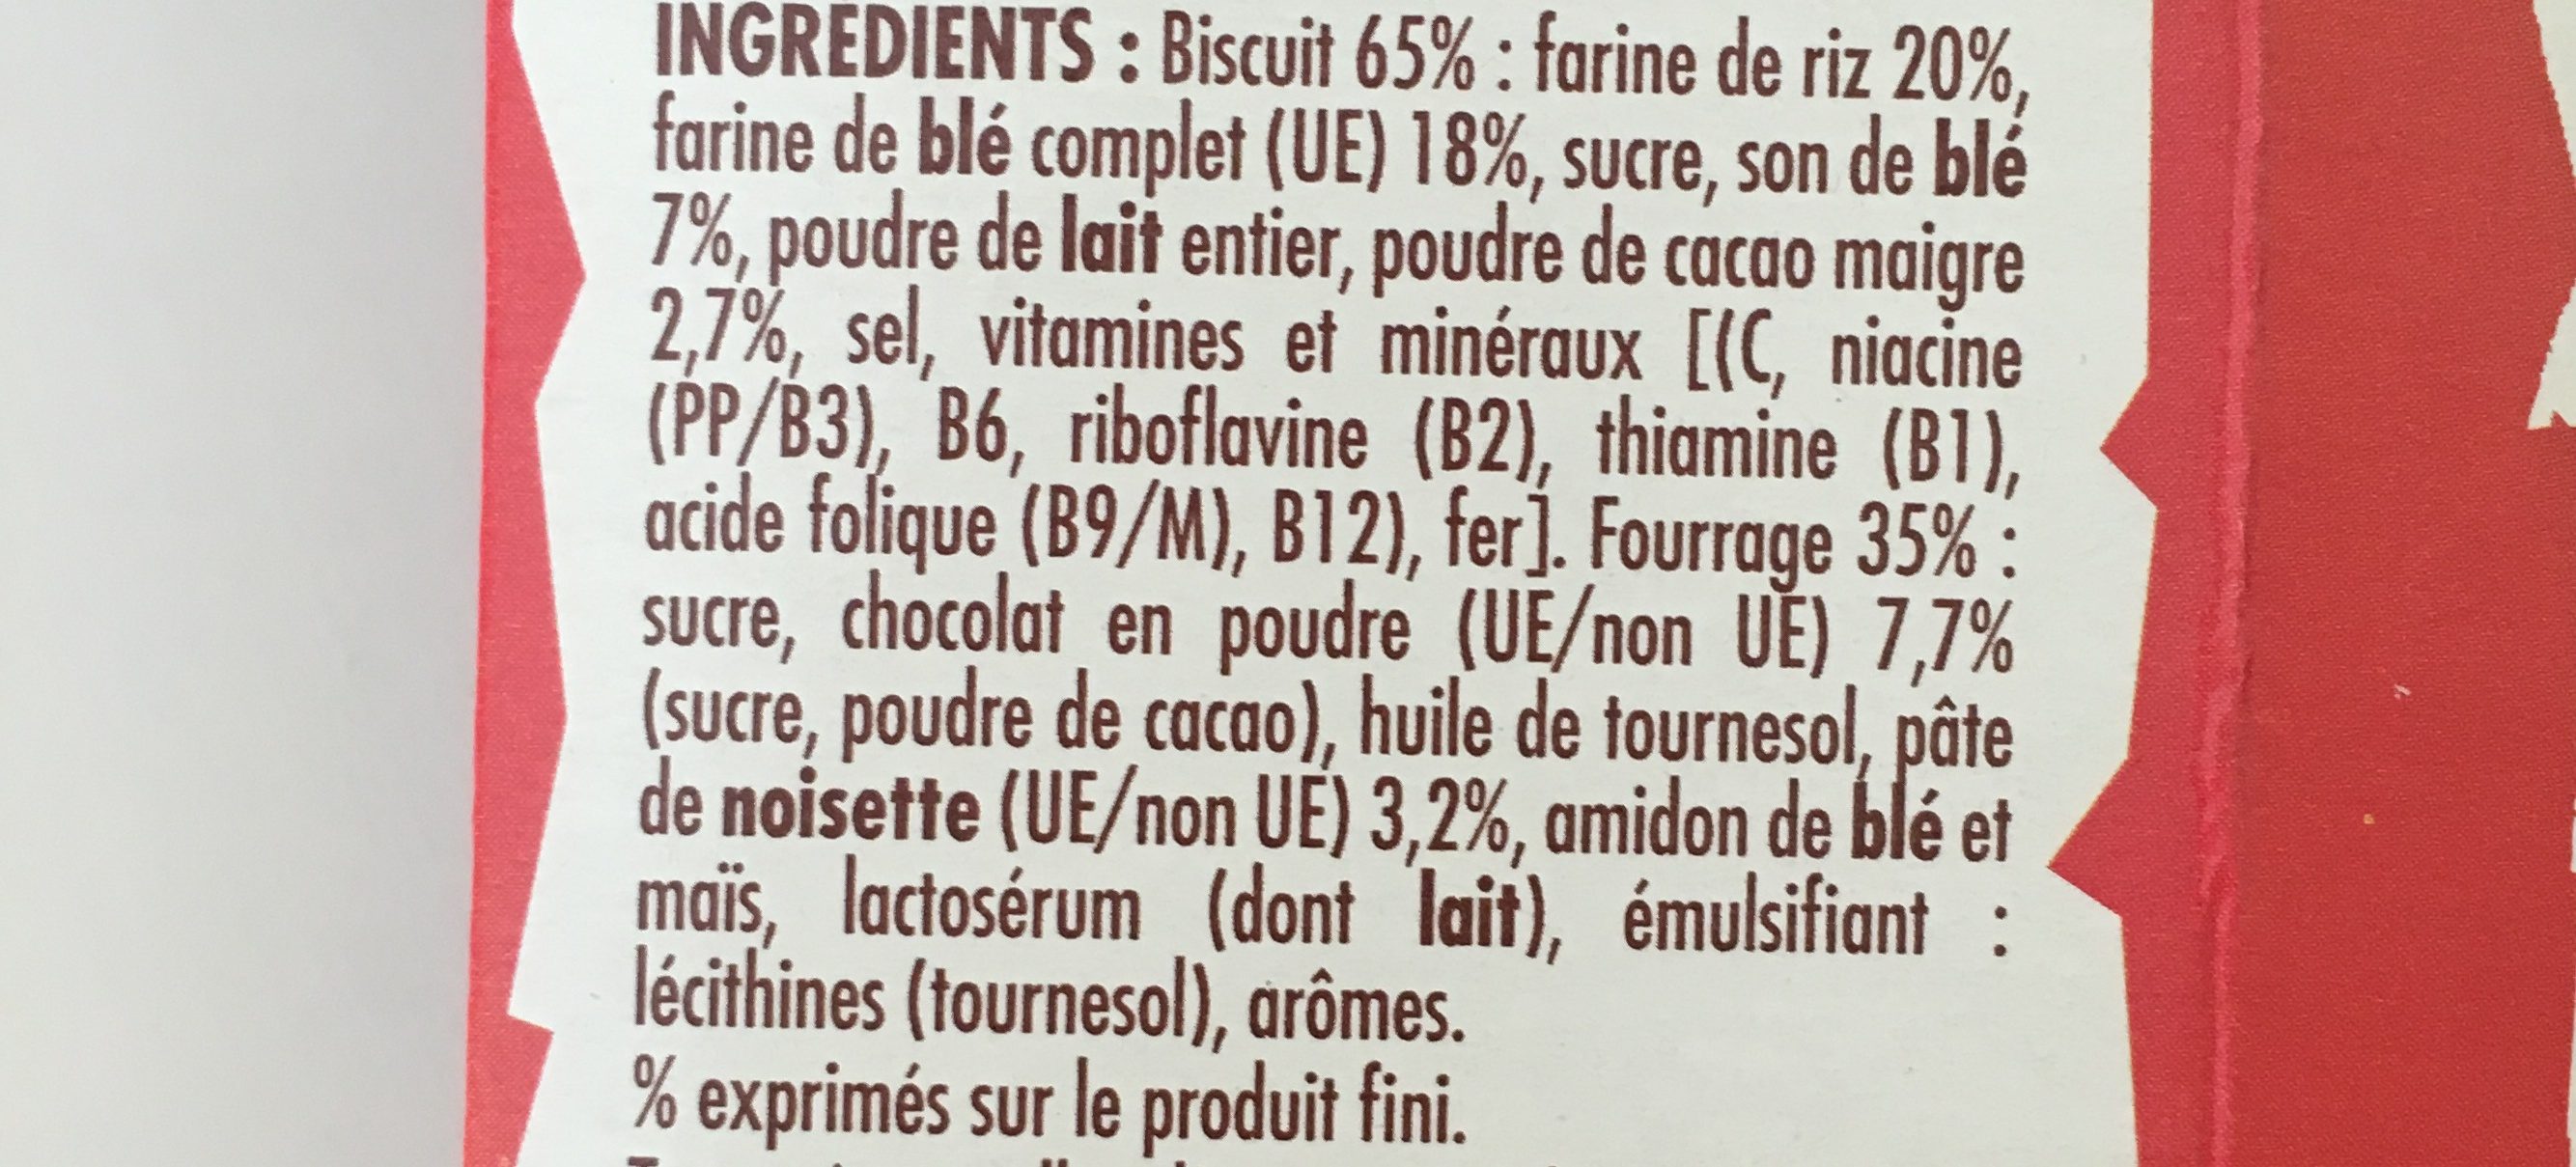 INGREDIENTS : Biscuit 65% : farine de riz 20%,
farine de blé complet (UE) 18%, sucre, son de blé
7%, poudre de lait entier, poudre de cacao maigre
2,7%, sel, vitamines et minéraux [(C, niacine
(PP/B3), B6, riboflavine (B2), thiamine (B1),
acide folique (B9/M), B12), fer]. Fourrage 35% :
sucre, chocolat en poudre (UE/non UE) 7,7%
(sucre, poudre de cacao), huile de tournesol, pâte
de noisette (UE/non UE) 3,2%, amidon de blé et
maïs, lactosérum (dont lait), émulsifiant :
lécithines (tournesol), arômes.
% exprimés sur le produit fini.